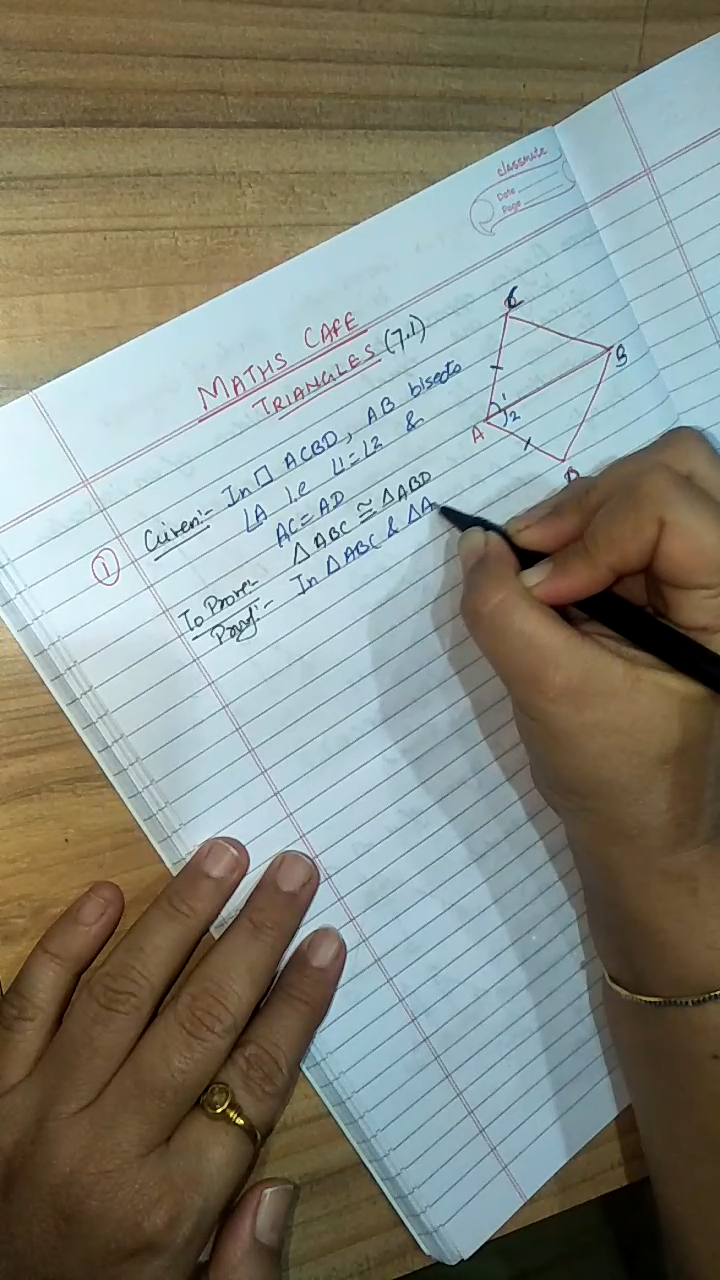 classmate
Date
Page
MATHS CAFE
TRIANGLES (7.1)
① Given:- In □ ACBD, AB bisects
∠A i.e ∠1=∠2 &
AC=AD
To Prove:- △ABC ≅ △ABD
Proof:- In △ABC & △A
C
B
A
1
2